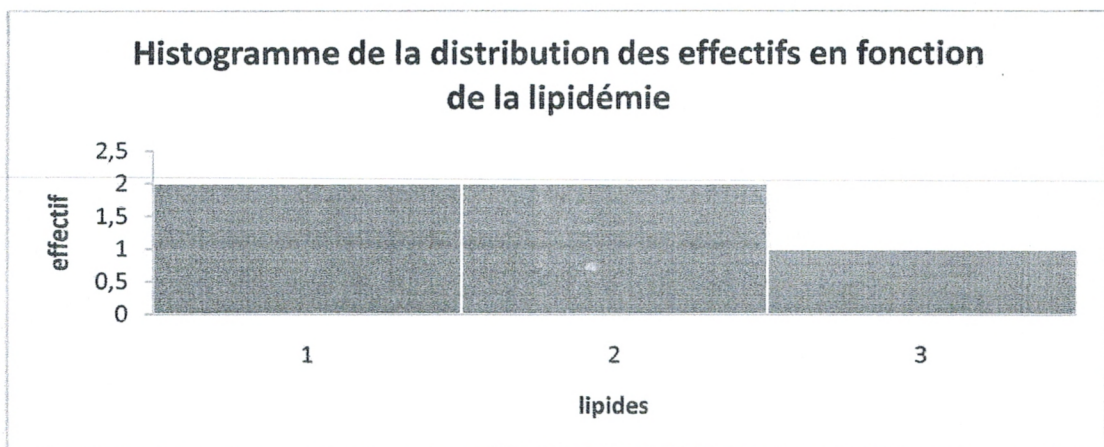 Histogramme de la distribution des effectifs en fonction
de la lipidémie
2,5
2
1,5
1
0,5
0
effectif
1
2
3
lipides